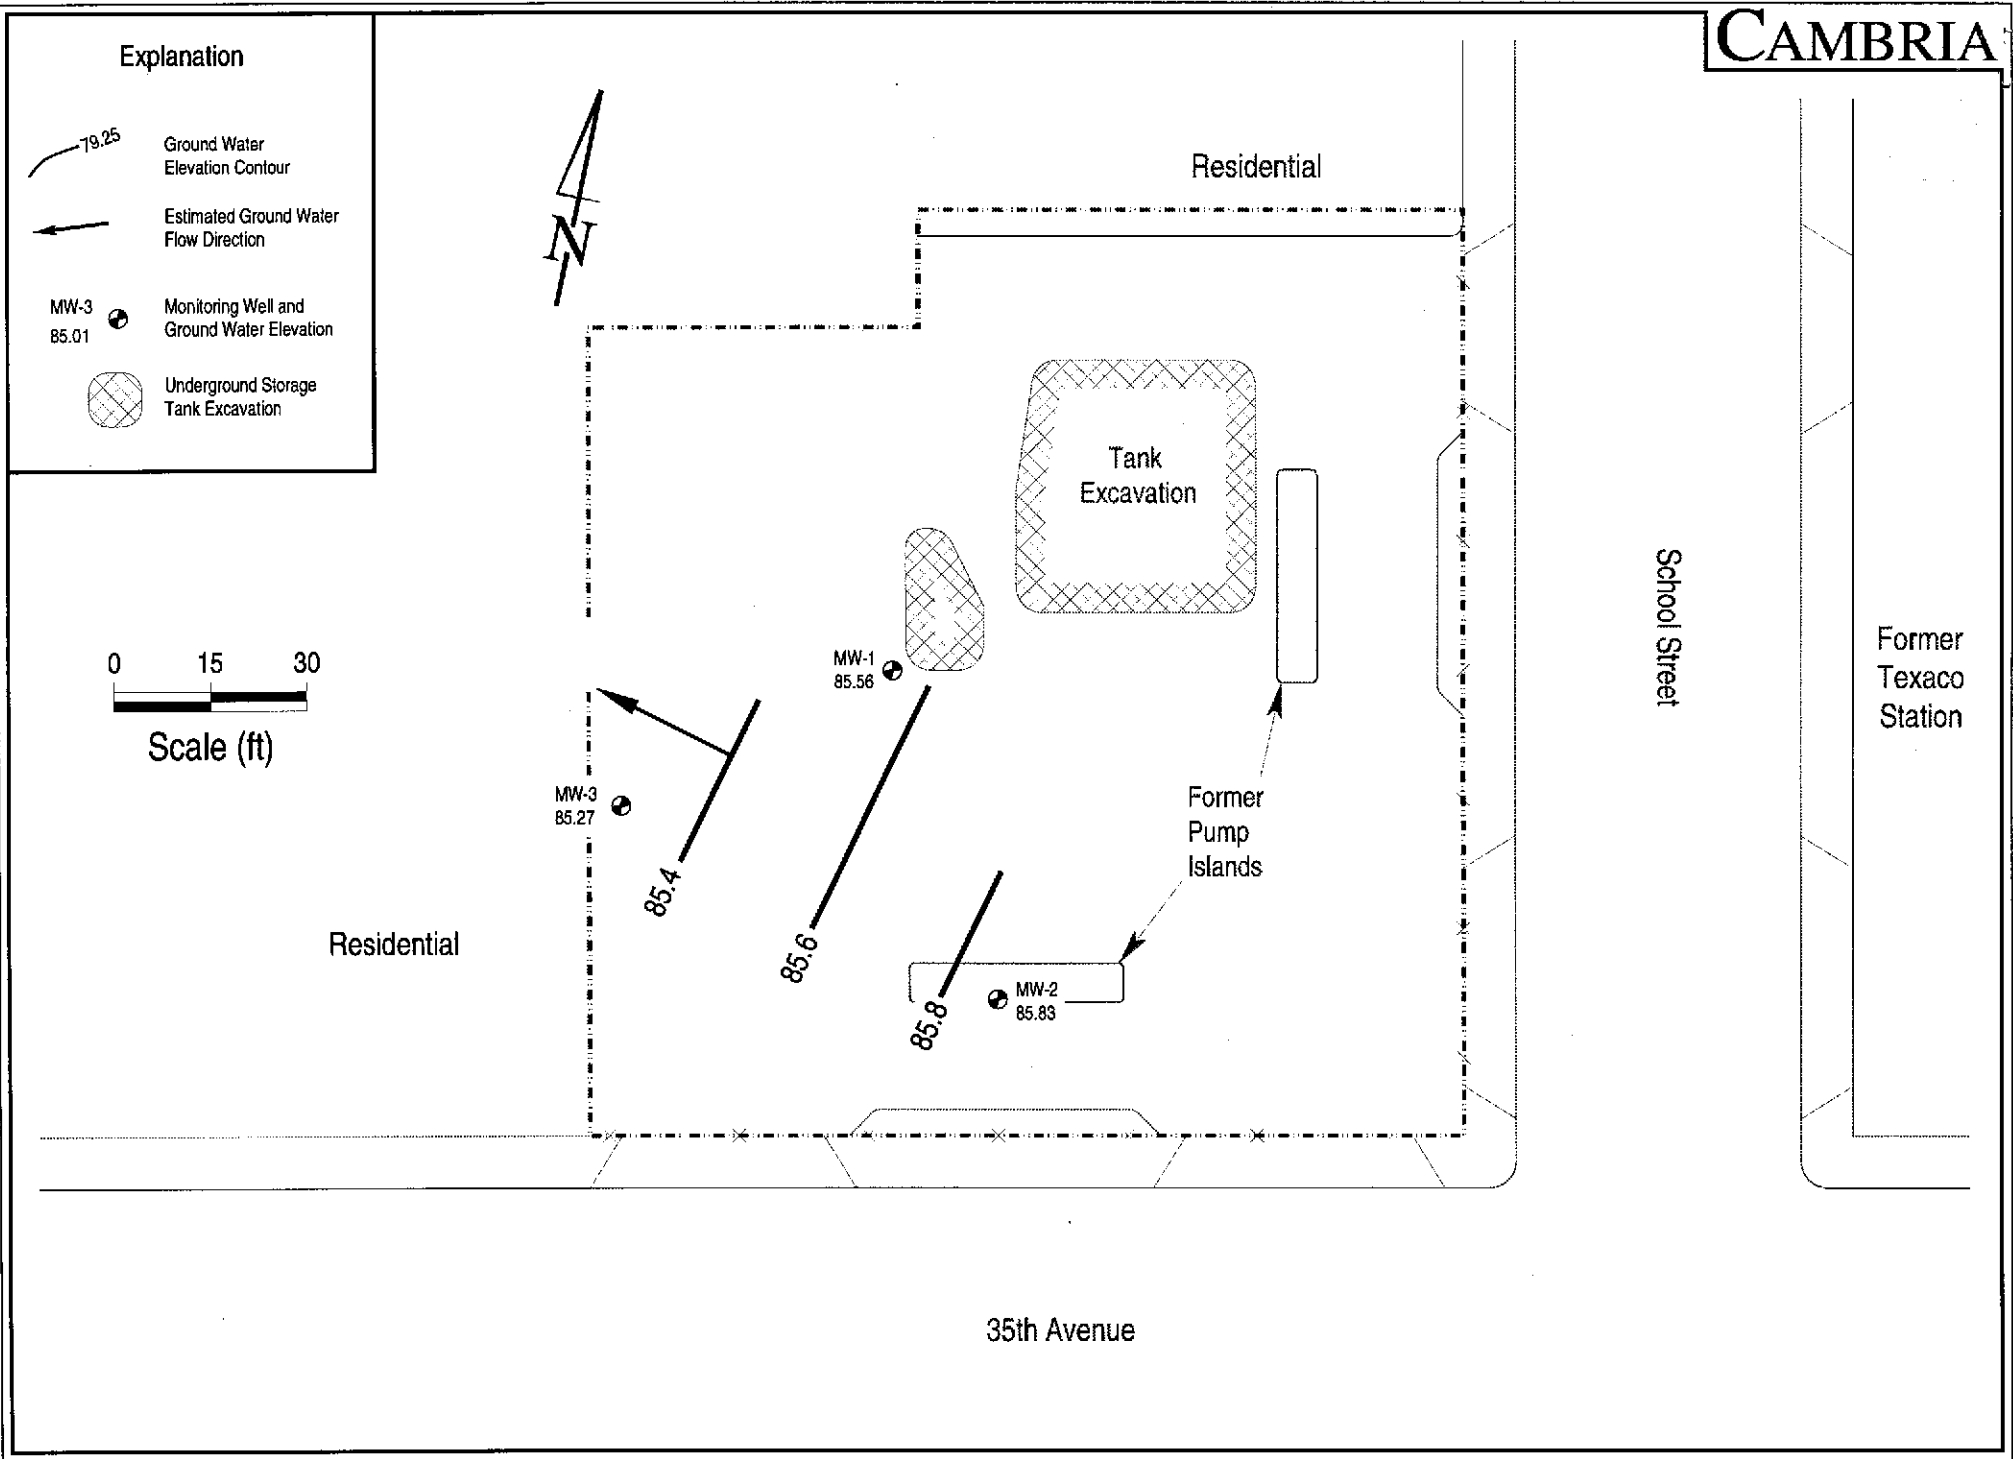 CAMBRIA
Explanation
79.25
Ground Water
Elevation Contour
Estimated Ground Water
Flow Direction
MW-3
85.01
Monitoring Well and
Ground Water Elevation
Underground Storage
Tank Excavation
N
Residential
Tank
Excavation
School Street
Former
Texaco
Station
0 15 30
Scale (ft)
MW-1
85.56
MW-3
85.27
85.4
85.6
85.8
Former
Pump
Islands
MW-2
85.83
Residential
35th Avenue